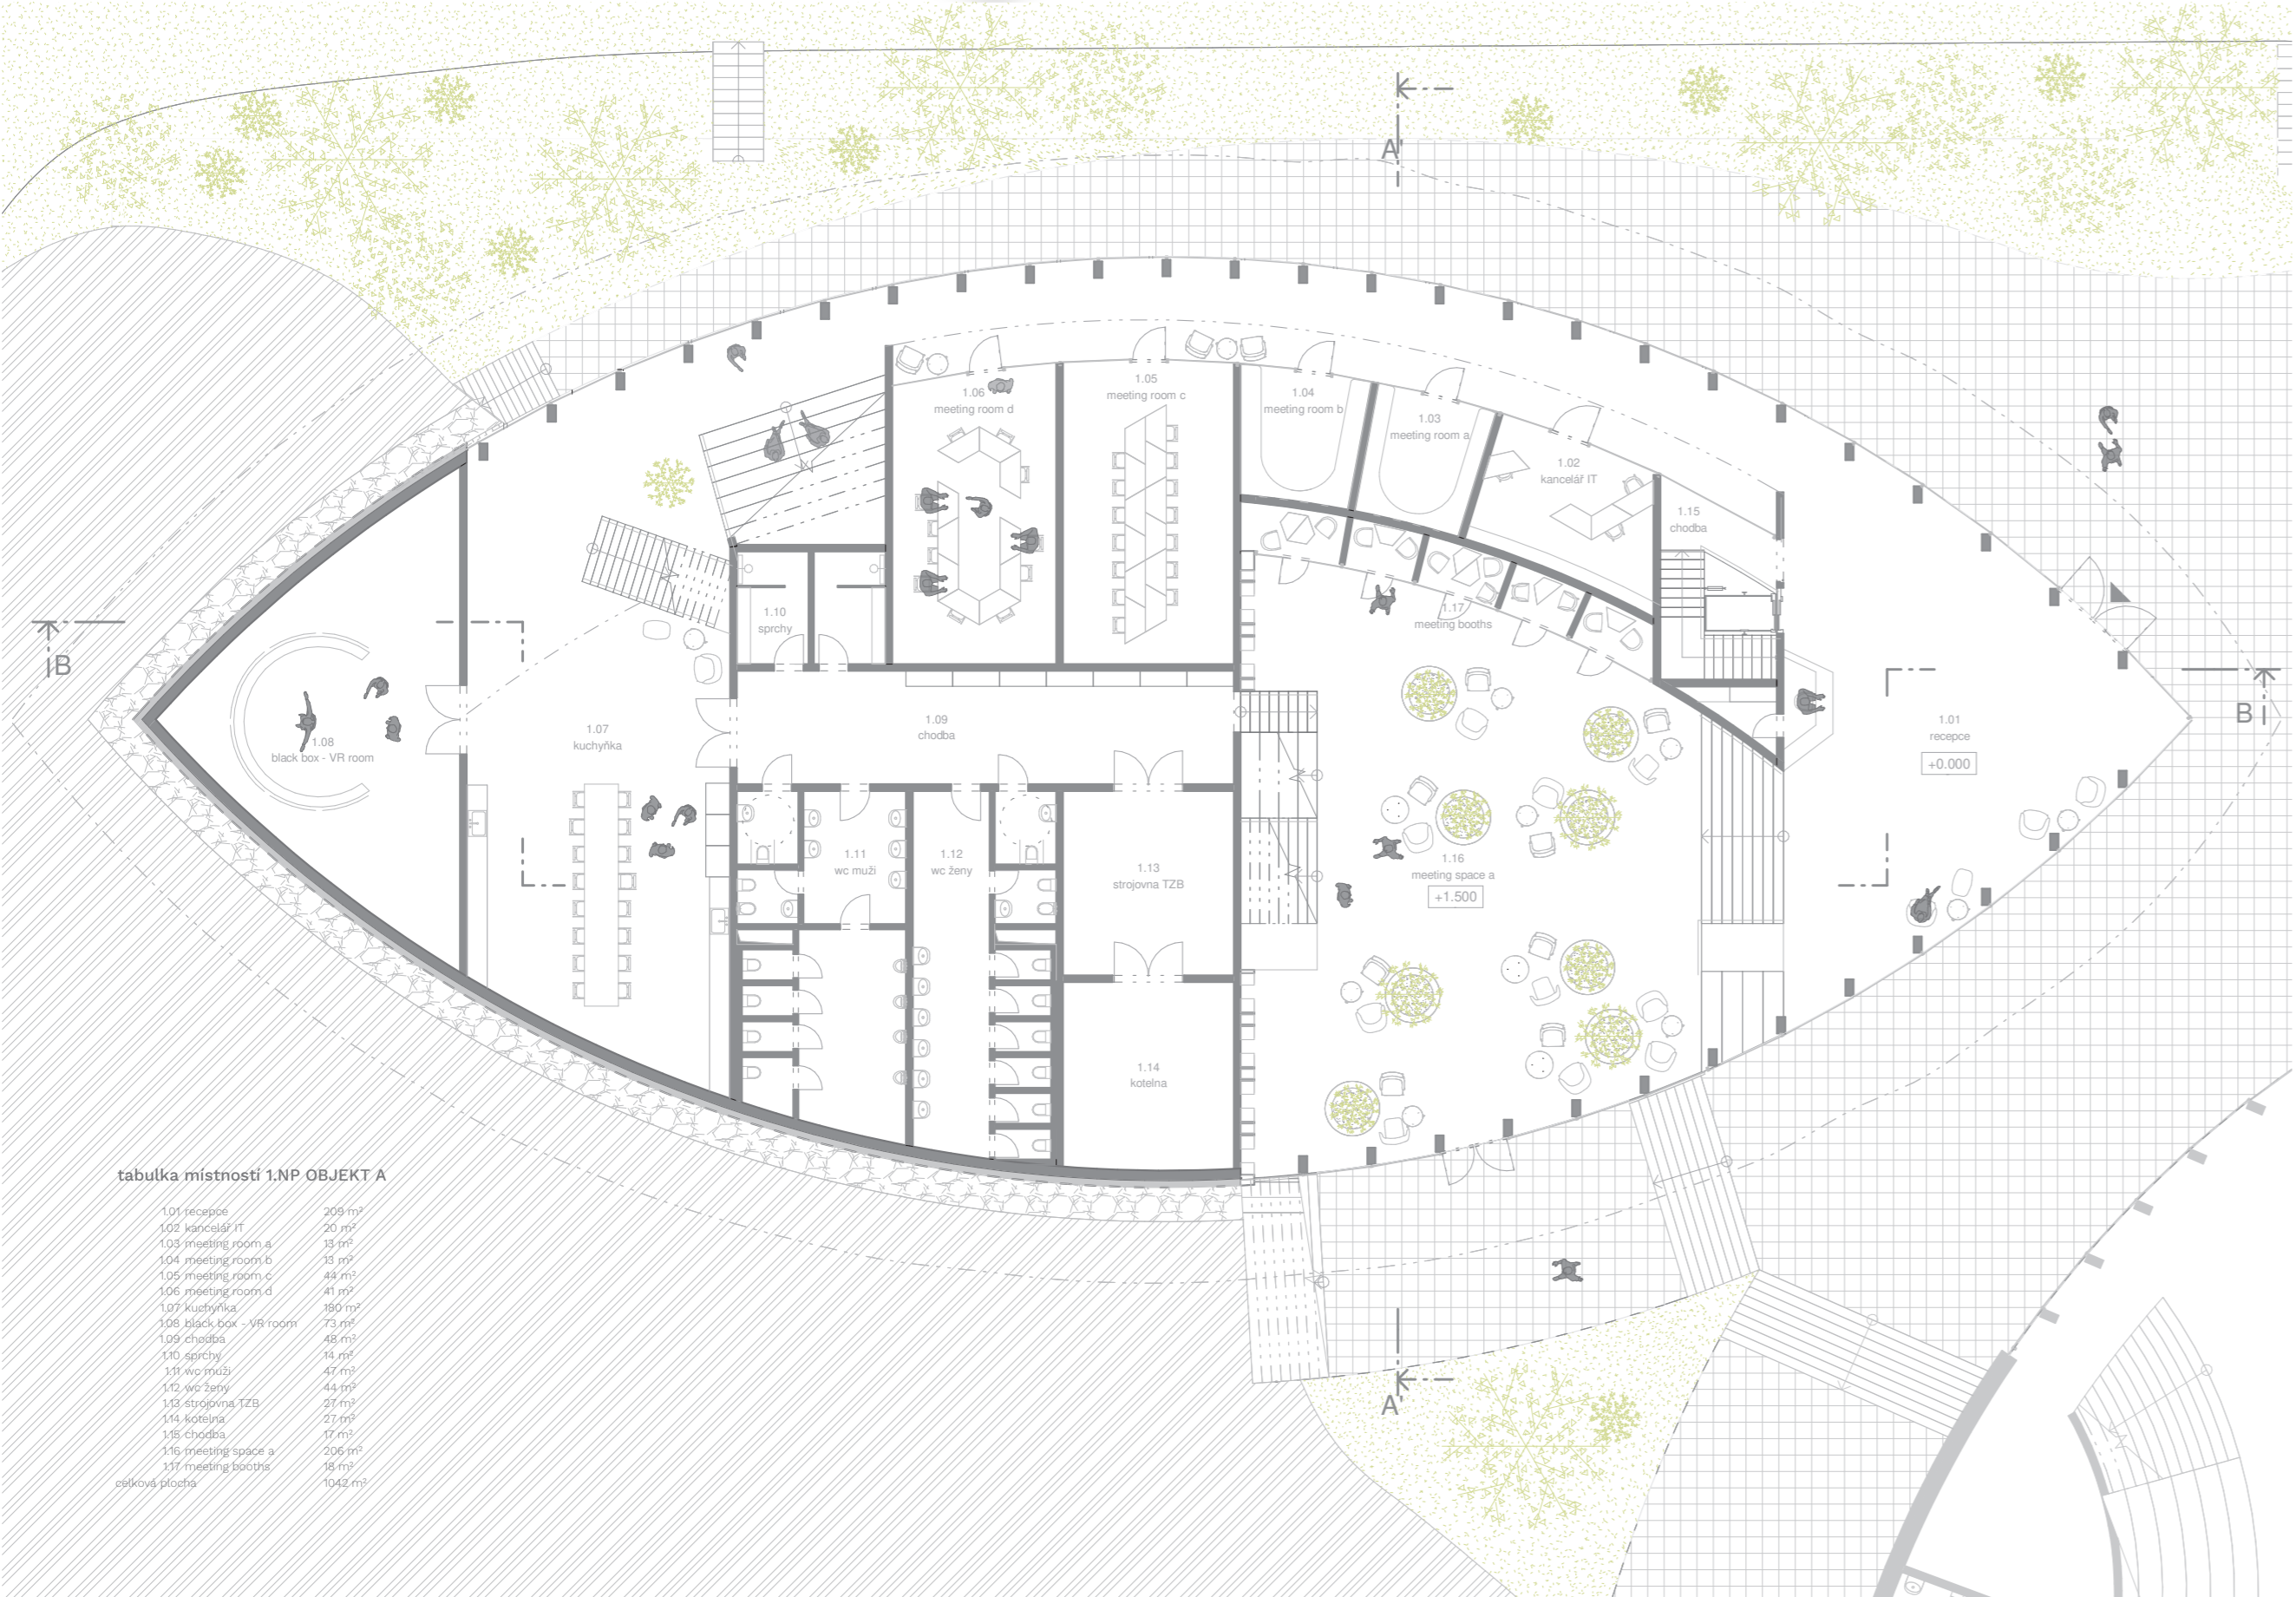 A'
1.06
meeting room d
1.05
meeting room c
1.04
meeting room b
1.03
meeting room a
1.02
kancelář IT
1.15
chodba
1.10
sprchy
1.17
meeting booths
B
B
1.08
black box - VR room
1.07
kuchyňka
1.09
chodba
1.01
recepce
+0.000
1.11
wc muži
1.12
wc ženy
1.13
strojovna TZB
1.16
meeting space a
+1.500
1.14
kotelna
A'
tabulka místností 1.NP OBJEKT A
1.01 recepce 209 m²
1.02 kancelář IT 20 m²
1.03 meeting room a 13 m²
1.04 meeting room b 13 m²
1.05 meeting room c 44 m²
1.06 meeting room d 41 m²
1.07 kuchyňka 180 m²
1.08 black box - VR room 73 m²
1.09 chodba 48 m²
1.10 sprchy 14 m²
1.11 wc muži 47 m²
1.12 wc ženy 44 m²
1.13 strojovna TZB 27 m²
1.14 kotelna 27 m²
1.15 chodba 17 m²
1.16 meeting space a 206 m²
1.17 meeting booths 18 m²
celková plocha 1042 m²